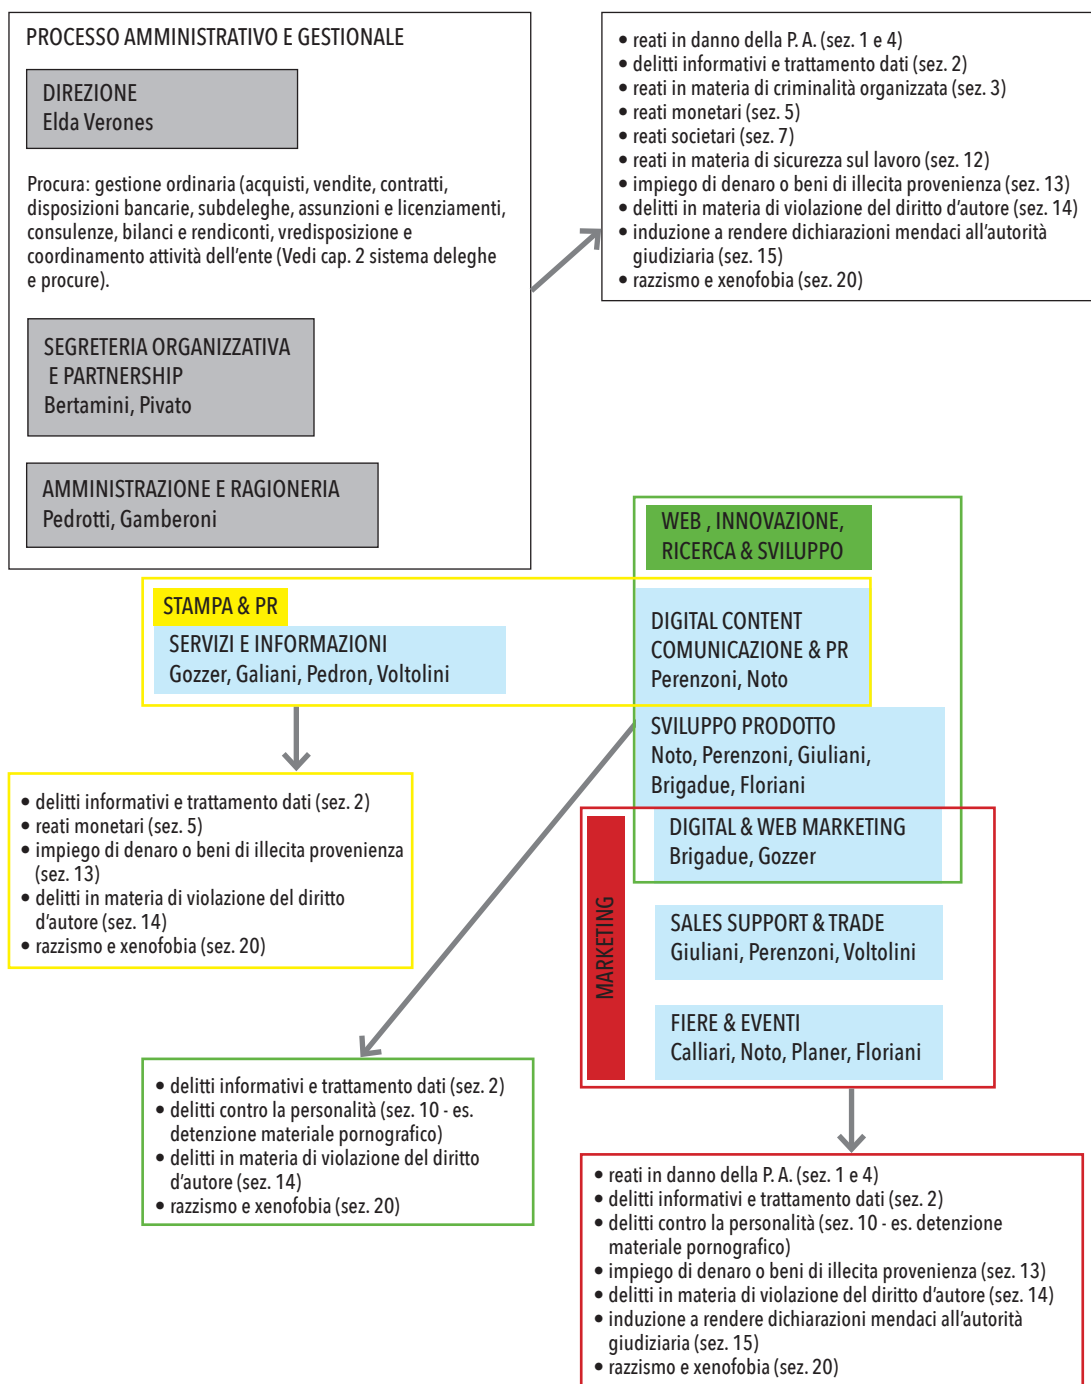 PROCESSO AMMINISTRATIVO E GESTIONALE
DIREZIONE
Elda Verones
Procura: gestione ordinaria (acquisti, vendite, contratti,
disposizioni bancarie, subdeleghe, assunzioni e licenziamenti,
consulenze, bilanci e rendiconti, vredisposizione e
coordinamento attività dell'ente (Vedi cap. 2 sistema deleghe
e procure).
SEGRETERIA ORGANIZZATIVA
E PARTNERSHIP
Bertamini, Pivato
AMMINISTRAZIONE E RAGIONERIA
Pedrotti, Gamberoni
• reati in danno della P. A. (sez. 1 e 4)
• delitti informativi e trattamento dati (sez. 2)
• reati in materia di criminalità organizzata (sez. 3)
• reati monetari (sez. 5)
• reati societari (sez. 7)
• reati in materia di sicurezza sul lavoro (sez. 12)
• impiego di denaro o beni di illecita provenienza (sez. 13)
• delitti in materia di violazione del diritto d'autore (sez. 14)
• induzione a rendere dichiarazioni mendaci all'autorità
giudiziaria (sez. 15)
• razzismo e xenofobia (sez. 20)
WEB , INNOVAZIONE,
RICERCA & SVILUPPO
STAMPA & PR
SERVIZI E INFORMAZIONI
Gozzer, Galiani, Pedron, Voltolini
DIGITAL CONTENT
COMUNICAZIONE & PR
Perenzoni, Noto
SVILUPPO PRODOTTO
Noto, Perenzoni, Giuliani,
Brigadue, Floriani
MARKETING
DIGITAL & WEB MARKETING
Brigadue, Gozzer
SALES SUPPORT & TRADE
Giuliani, Perenzoni, Voltolini
FIERE & EVENTI
Calliari, Noto, Planer, Floriani
• delitti informativi e trattamento dati (sez. 2)
• reati monetari (sez. 5)
• impiego di denaro o beni di illecita provenienza
(sez. 13)
• delitti in materia di violazione del diritto
d'autore (sez. 14)
• razzismo e xenofobia (sez. 20)
• delitti informativi e trattamento dati (sez. 2)
• delitti contro la personalità (sez. 10 - es.
detenzione materiale pornografico)
• delitti in materia di violazione del diritto
d'autore (sez. 14)
• razzismo e xenofobia (sez. 20)
• reati in danno della P. A. (sez. 1 e 4)
• delitti informativi e trattamento dati (sez. 2)
• delitti contro la personalità (sez. 10 - es. detenzione
materiale pornografico)
• impiego di denaro o beni di illecita provenienza (sez. 13)
• delitti in materia di violazione del diritto d'autore (sez. 14)
• induzione a rendere dichiarazioni mendaci all'autorità
giudiziaria (sez. 15)
• razzismo e xenofobia (sez. 20)